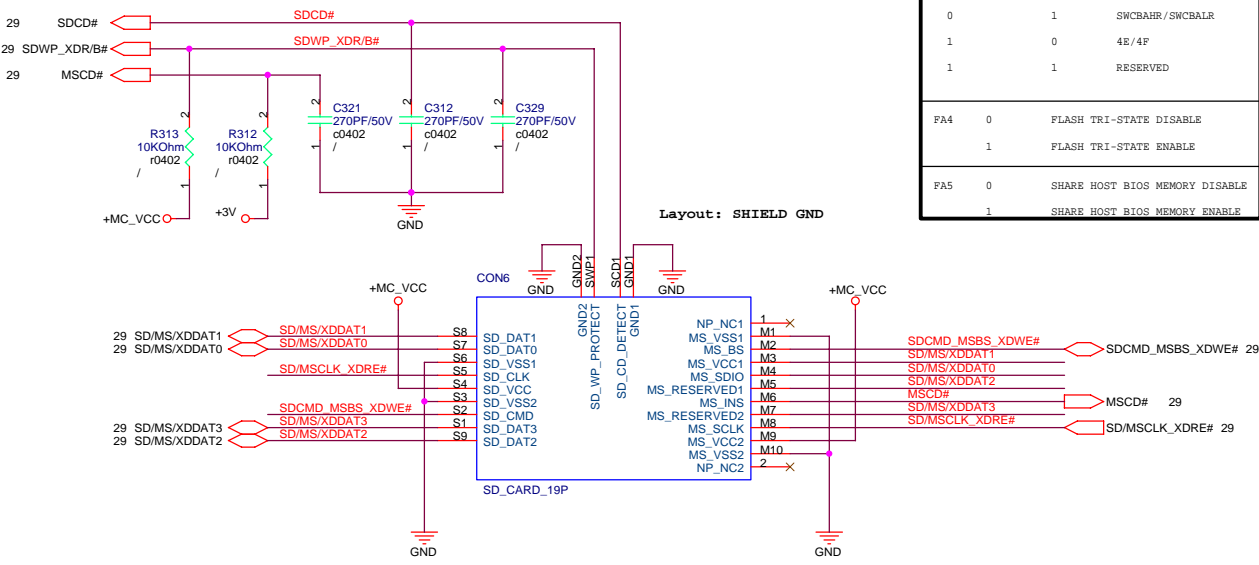 29 SDCD#
SDCD#
29 SDWP_XDR/B#
SDWP_XDR/B#
29 MSCD#
2
R313
10KOhm
r0402
/
1
2
R312
10KOhm
r0402
/
1
2
C321
270PF/50V
c0402
1
/
2
C312
270PF/50V
c0402
1
/
2
C329
270PF/50V
c0402
1
/
+MC_VCC
+3V
GND
0 1 SWCBAHR/SWCBALR
1 0 4E/4F
1 1 RESERVED
FA4 0 FLASH TRI-STATE DISABLE
1 FLASH TRI-STATE ENABLE
FA5 0 SHARE HOST BIOS MEMORY DISABLE
1 SHARE HOST BIOS MEMORY ENABLE
Layout: SHIELD GND
GND
GND2
SWP1
SCD1
GND1
GND
CON6
+MC_VCC
+MC_VCC
GND2
SD_WP_PROTECT
SD_CD_DETECT
GND1
29 SD/MS/XDDAT1
SD/MS/XDDAT1
S8
SD_DAT1
29 SD/MS/XDDAT0
SD/MS/XDDAT0
S7
SD_DAT0
S6
SD_VSS1
SD/MSCLK_XDRE#
S5
SD_CLK
S4
SD_VCC
S3
SD_VSS2
SDCMD_MSBS_XDWE#
S2
SD_CMD
29 SD/MS/XDDAT3
SD/MS/XDDAT3
S1
SD_DAT3
29 SD/MS/XDDAT2
SD/MS/XDDAT2
S9
SD_DAT2
NP_NC1
1
MS_VSS1
M1
MS_BS
M2
SDCMD_MSBS_XDWE#
SDCMD_MSBS_XDWE# 29
MS_VCC1
M3
SD/MS/XDDAT1
MS_SDIO
M4
SD/MS/XDDAT0
MS_RESERVED1
M5
SD/MS/XDDAT2
MS_INS
M6
MSCD#
MSCD# 29
MS_RESERVED2
M7
SD/MS/XDDAT3
MS_SCLK
M8
SD/MSCLK_XDRE#
SD/MSCLK_XDRE# 29
MS_VCC2
M9
MS_VSS2
M10
NP_NC2
2
SD_CARD_19P
GND
GND